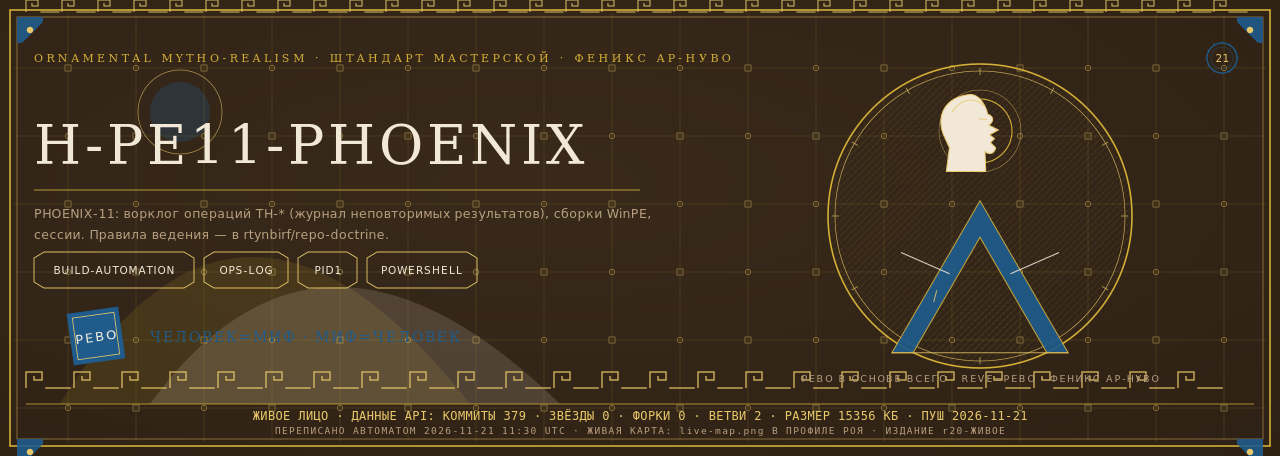 ORNAMENTAL MYTHO-REALISM · ШТАНДАРТ МАСТЕРСКОЙ · ФЕНИКС АР-НУВО
21
H-PE11-PHOENIX
PHOENIX-11: ворклог операций TH-* (журнал неповторимых результатов), сборки WinPE,
сессии. Правила ведения — в rtynbirf/repo-doctrine.
BUILD-AUTOMATION
OPS-LOG
PID1
POWERSHELL
РЕВО
ЧЕЛОВЕК—МИФ · МИФ—ЧЕЛОВЕК
РЕВО В ОСНОВЕ ВСЕГО · REVE–РЕВО · ФЕНИКС АР-НУВО
ЖИВОЕ ЛИЦО · ДАННЫЕ API: КОММИТЫ 379 · ЗВЁЗДЫ 0 · ФОРКИ 0 · ВЕТВИ 2 · РАЗМЕР 15356 КБ · ПУШ 2026-11-21
ПЕРЕПИСАНО АВТОМАТОМ 2026-11-21 11:30 UTC · ЖИВАЯ КАРТА: live-map.png В ПРОФИЛЕ РОЯ · ИЗДАНИЕ r20-ЖИВОЕ